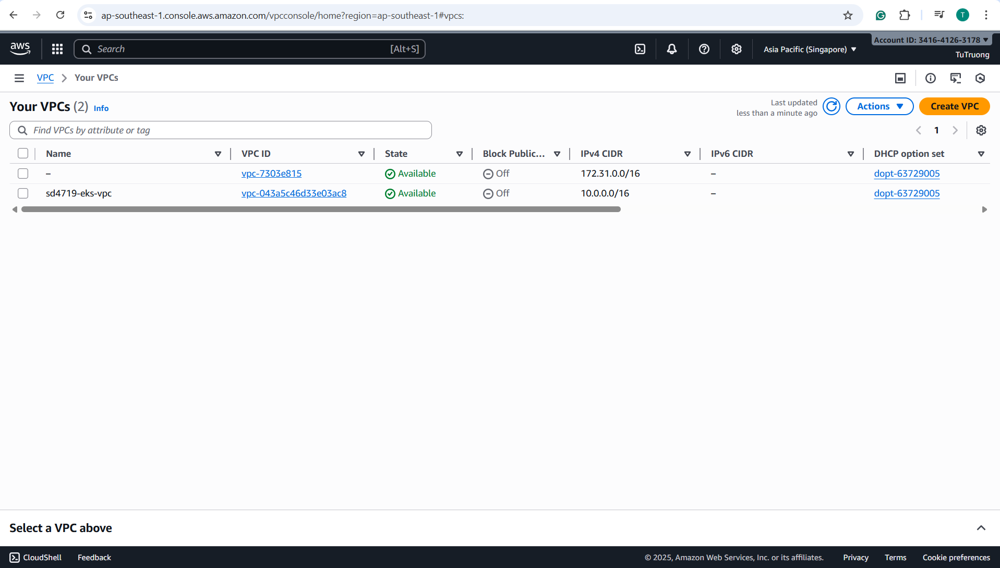 ap-southeast-1.console.aws.amazon.com/vpcconsole/home?region=ap-southeast-1#vpcs:
T
aws
Search [Alt+S]
Asia Pacific (Singapore)
Account ID: 3416-4126-3178
TuTruong
VPC Your VPCs
Your VPCs (2) Info
Last updated
less than a minute ago
Actions
Create VPC
Find VPCs by attribute or tag
1
Name VPC ID State Block Public... IPv4 CIDR IPv6 CIDR DHCP option set
– vpc-7303e815 Available Off 172.31.0.0/16 – dopt-63729005
sd4719-eks-vpc vpc-043a5c46d33e03ac8 Available Off 10.0.0.0/16 – dopt-63729005
Select a VPC above
CloudShell Feedback © 2025, Amazon Web Services, Inc. or its affiliates. Privacy Terms Cookie preferences